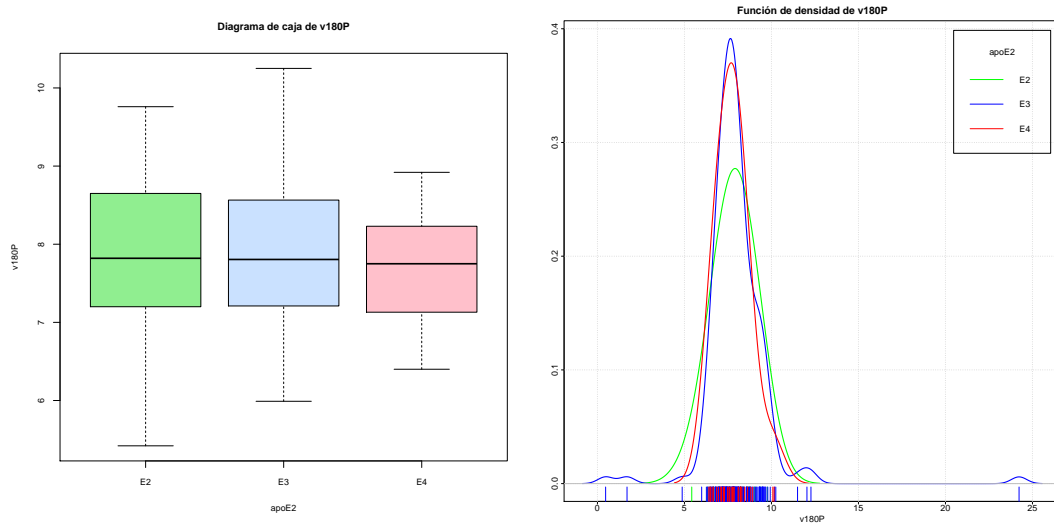 Diagrama de caja de v180P
10
9
8
7
6
v180P
E2
E3
E4
apoE2
Función de densidad de v180P
0.4
0.3
0.2
0.1
0.0
apoE2
E2
E3
E4
0
5
10
15
20
25
v180P